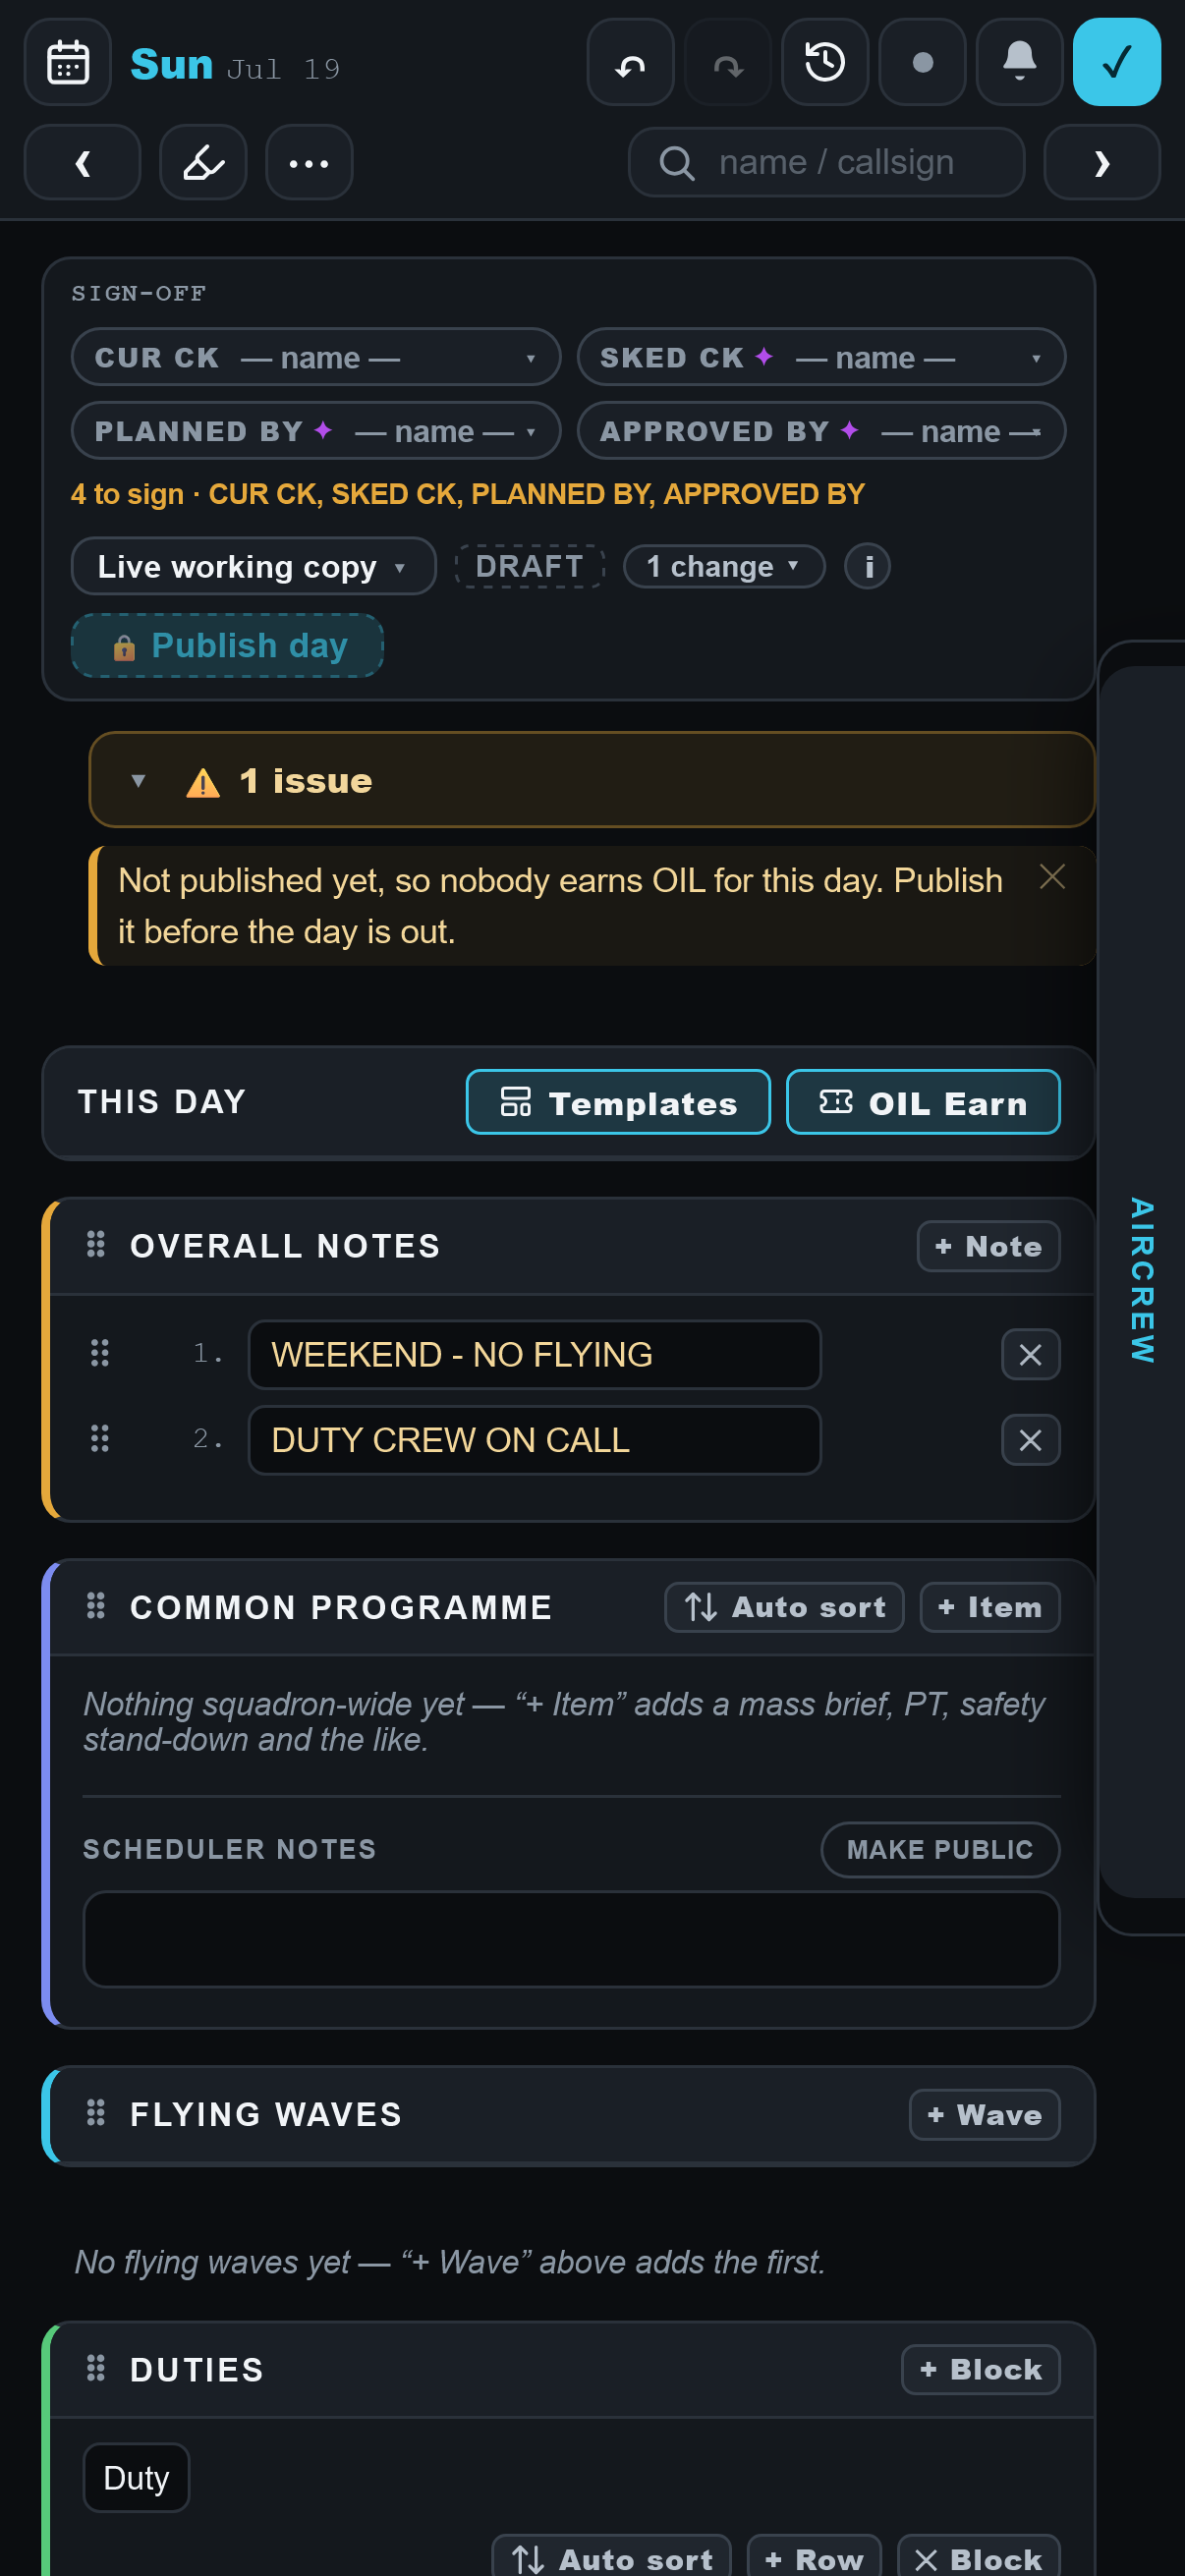 Sun Jul 19
name / callsign
SIGN-OFF
CUR CK — name —
SKED CK — name —
PLANNED BY — name —
APPROVED BY — name —
4 to sign · CUR CK, SKED CK, PLANNED BY, APPROVED BY
Live working copy DRAFT 1 change i
Publish day
1 issue
Not published yet, so nobody earns OIL for this day. Publish
it before the day is out.
THIS DAY Templates OIL Earn
AIRCREW
OVERALL NOTES + Note
1. WEEKEND - NO FLYING
2. DUTY CREW ON CALL
COMMON PROGRAMME Auto sort + Item
Nothing squadron-wide yet — “+ Item” adds a mass brief, PT, safety
stand-down and the like.
SCHEDULER NOTES MAKE PUBLIC
FLYING WAVES + Wave
No flying waves yet — “+ Wave” above adds the first.
DUTIES + Block
Duty
Auto sort + Row × Block